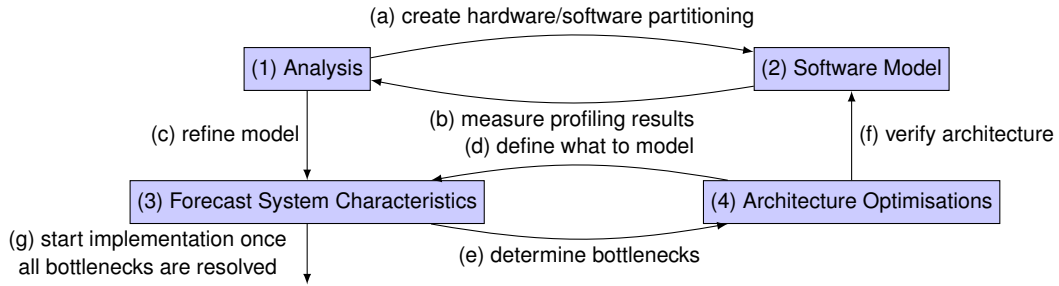 (a) create hardware/software partitioning
(1) Analysis
(2) Software Model
(b) measure profiling results
(c) refine model
(d) define what to model
(f) verify architecture
(3) Forecast System Characteristics
(4) Architecture Optimisations
(g) start implementation once
all bottlenecks are resolved
(e) determine bottlenecks